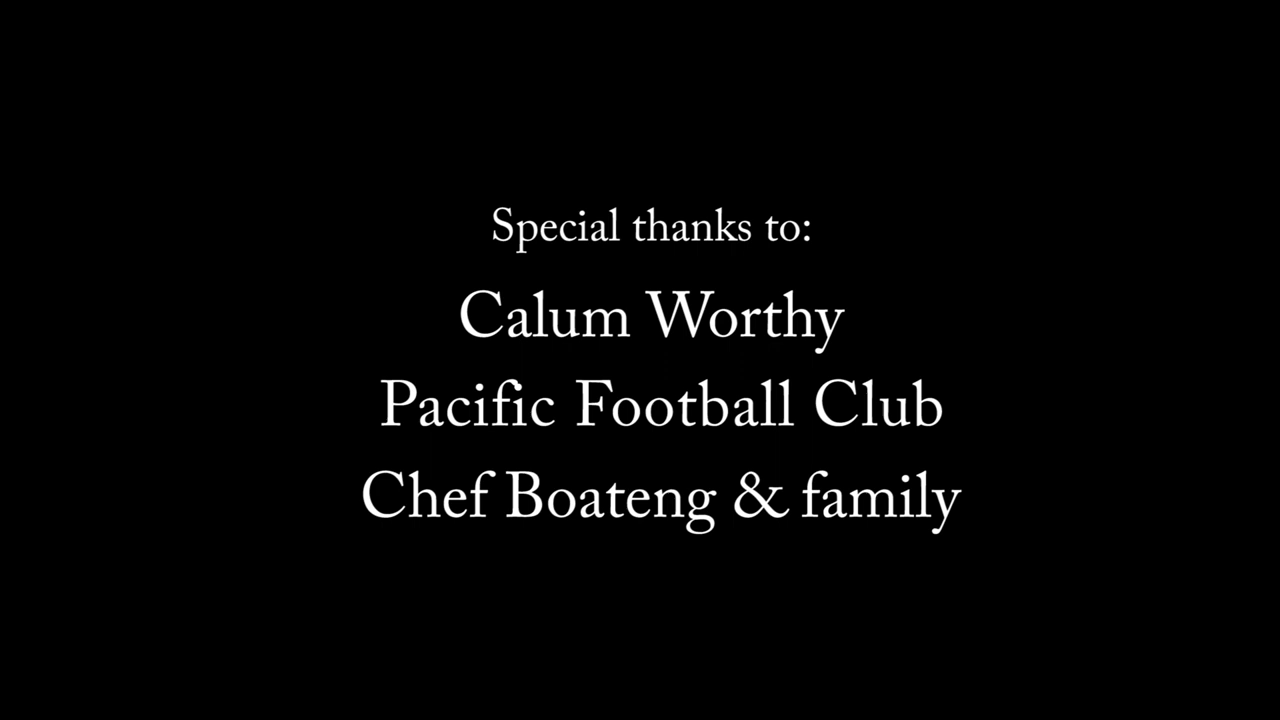 Special thanks to:
Calum Worthy
Pacific Football Club
Chef Boateng & family